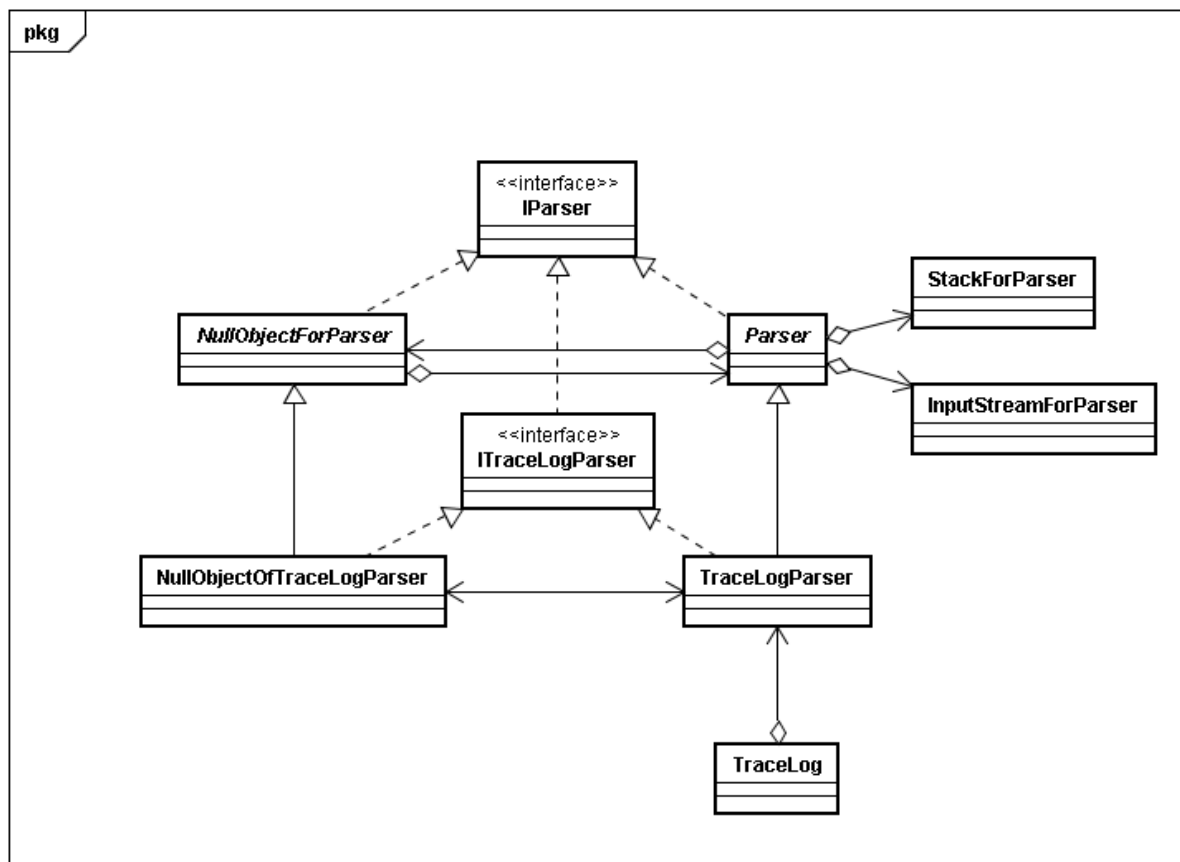 pkg
<<interface>>
IParser
StackForParser
NullObjectForParser
Parser
InputStreamForParser
<<interface>>
ITraceLogParser
NullObjectOfTraceLogParser
TraceLogParser
TraceLog